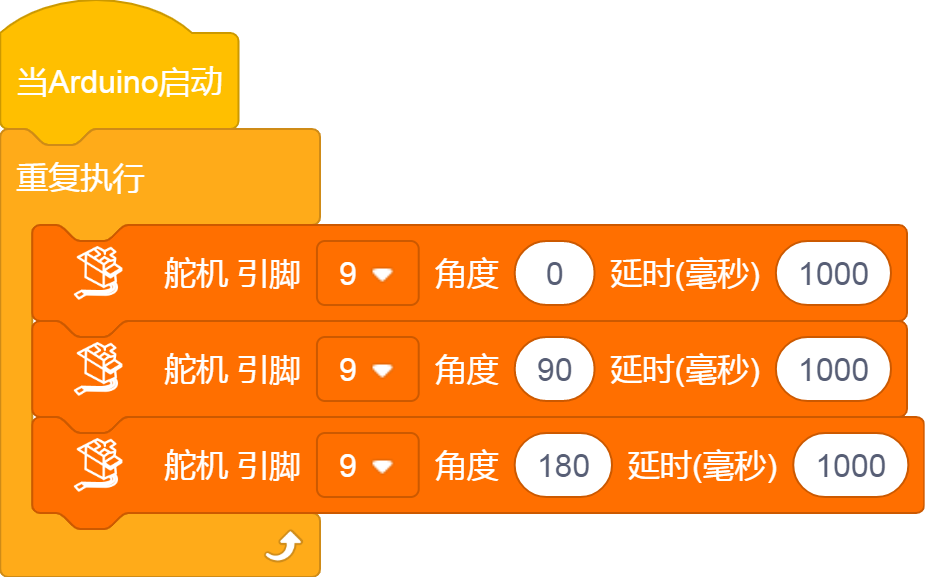 当Arduino启动
重复执行
舵机 引脚 9 角度 0 延时(毫秒) 1000
舵机 引脚 9 角度 90 延时(毫秒) 1000
舵机 引脚 9 角度 180 延时(毫秒) 1000